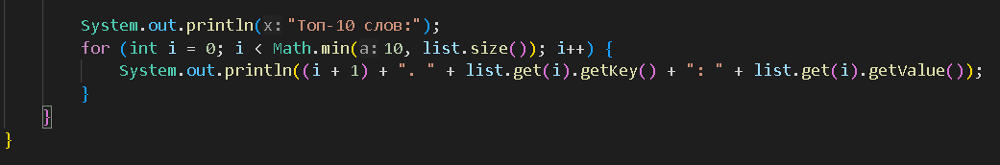 System.out.println(x: "Топ-10 слов:");
for (int i = 0; i < Math.min(a: 10, list.size()); i++) {
System.out.println((i + 1) + ". " + list.get(i).getKey() + ": " + list.get(i).getValue());
}
}
}